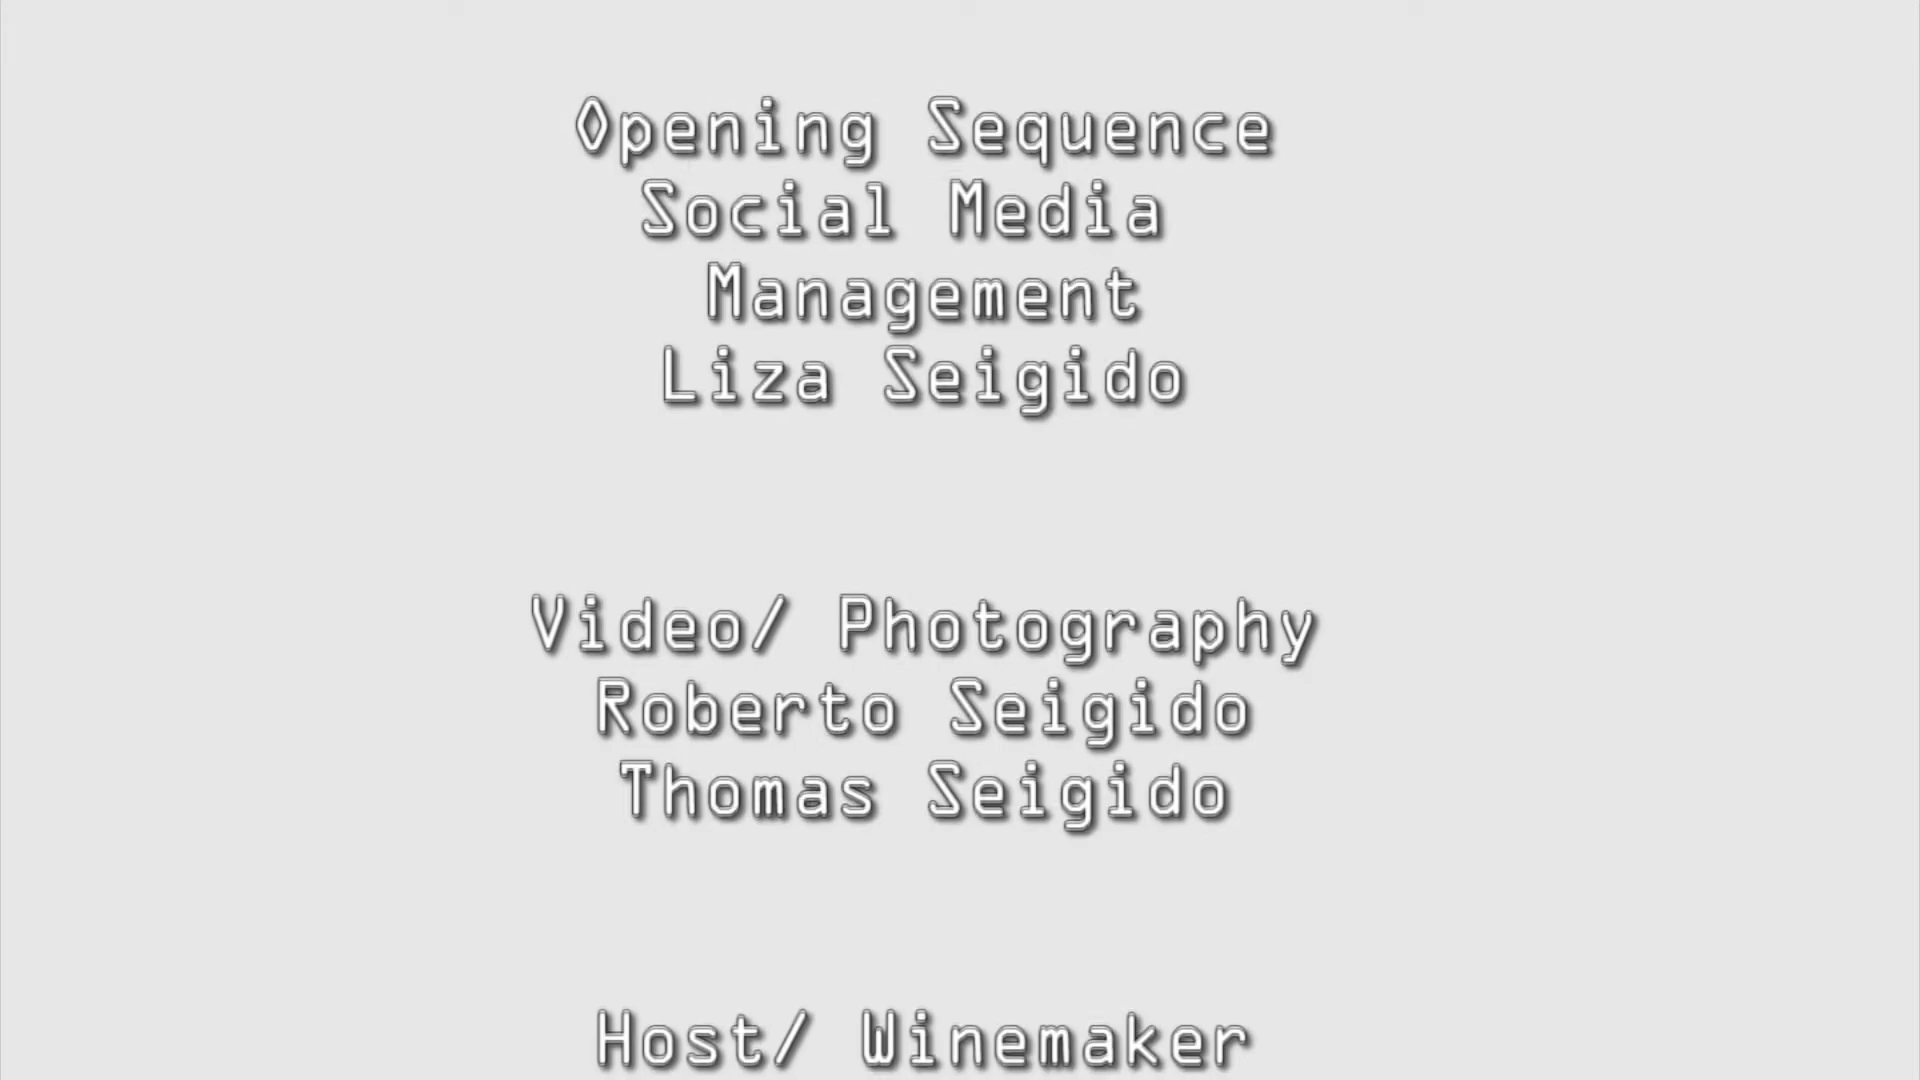 Opening Sequence
Social Media
Management
Liza Seigido
Video/ Photography
Roberto Seigido
Thomas Seigido
Host/ Winemaker